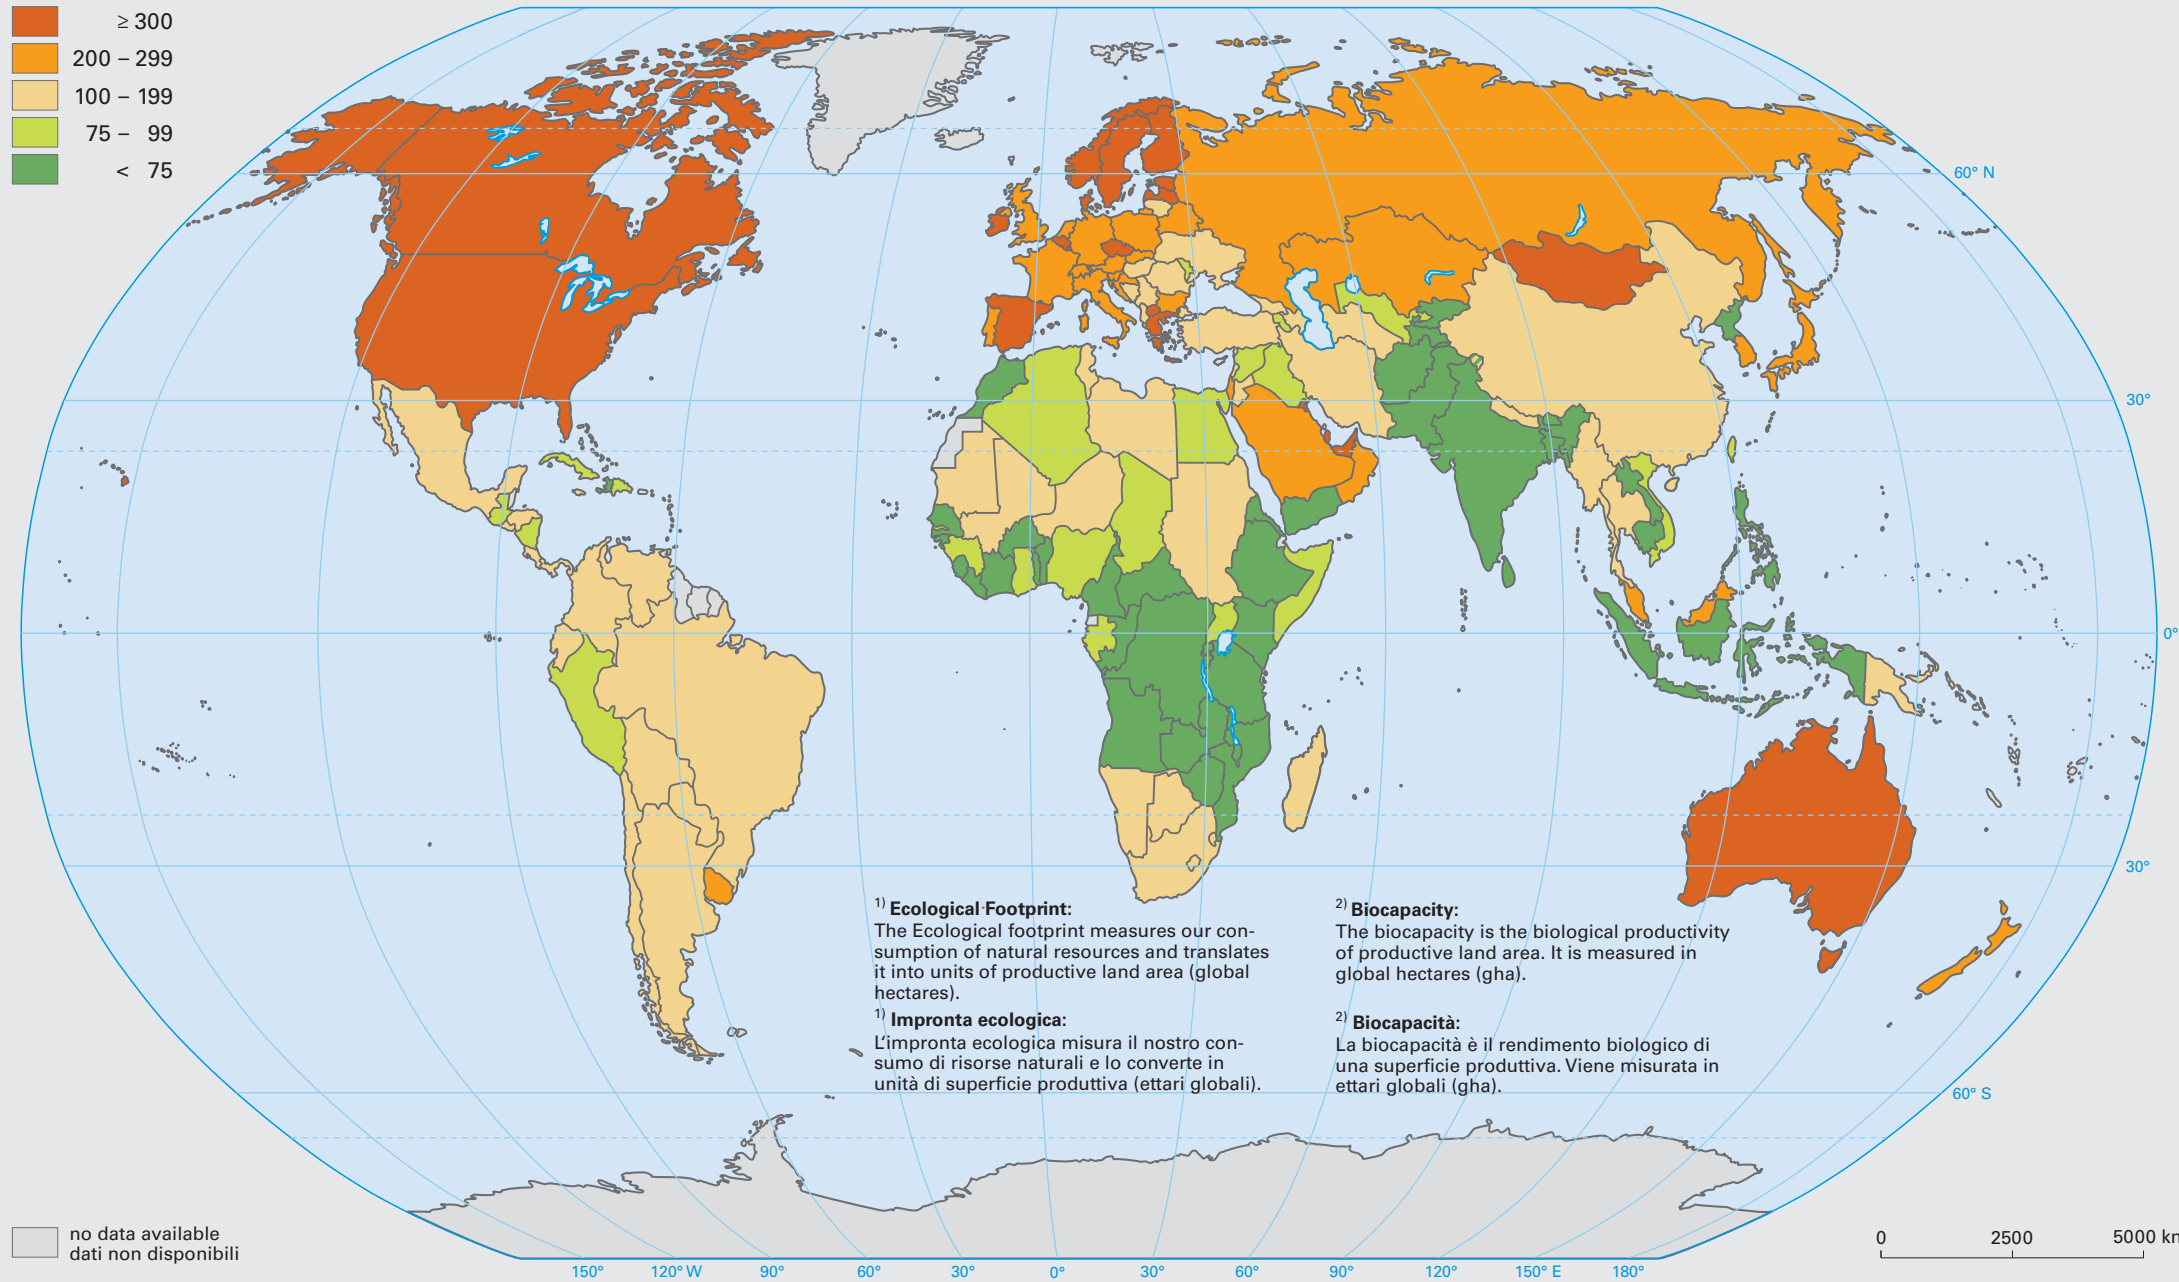 ≥ 300
200 – 299
100 – 199
75 – 99
< 75
60° N
30°
0°
30°
1) Ecological Footprint:
The Ecological footprint measures our con-
sumption of natural resources and translates
it into units of productive land area (global
hectares).
1) Impronta ecologica:
L'impronta ecologica misura il nostro con-
sumo di risorse naturali e lo converte in
unità di superficie produttiva (ettari globali).
2) Biocapacity:
The biocapacity is the biological productivity
of productive land area. It is measured in
global hectares (gha).
2) Biocapacità:
La biocapacità è il rendimento biologico di
una superficie produttiva. Viene misurata in
ettari globali (gha).
60° S
no data available
dati non disponibili
0 2500 5000 km
150° 120° W 90° 60° 30° 0° 30° 60° 90° 120° 150° E 180°